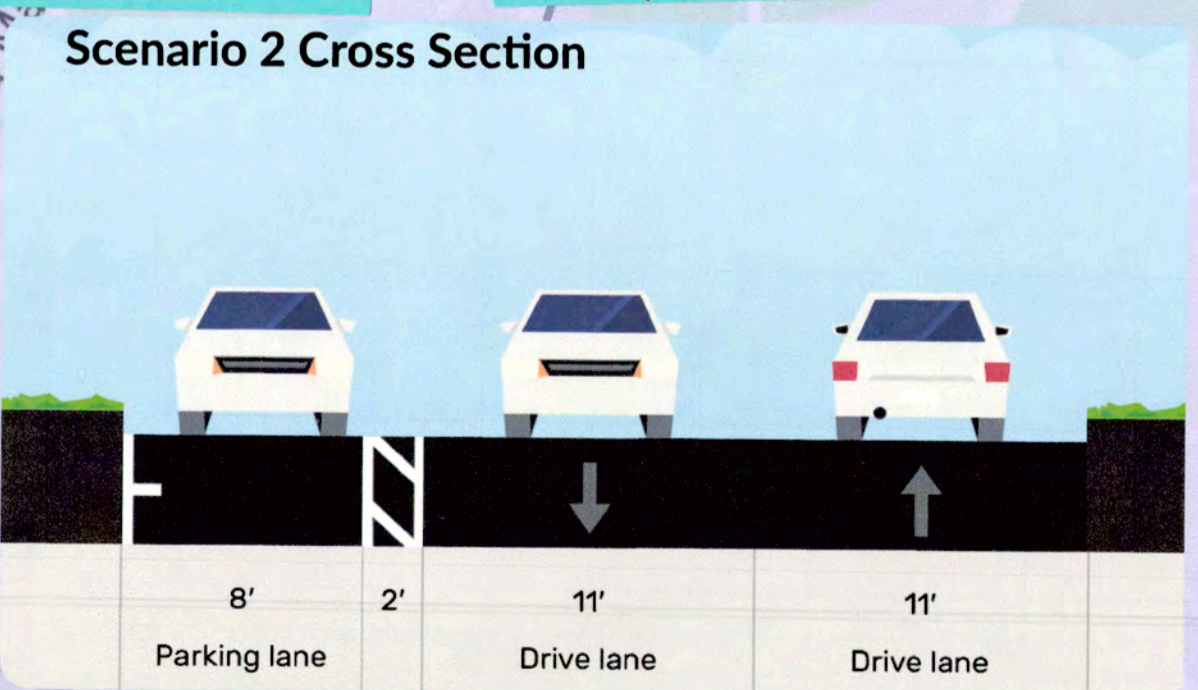 Scenario 2 Cross Section
8' 2' 11' 11'
Parking lane Drive lane Drive lane